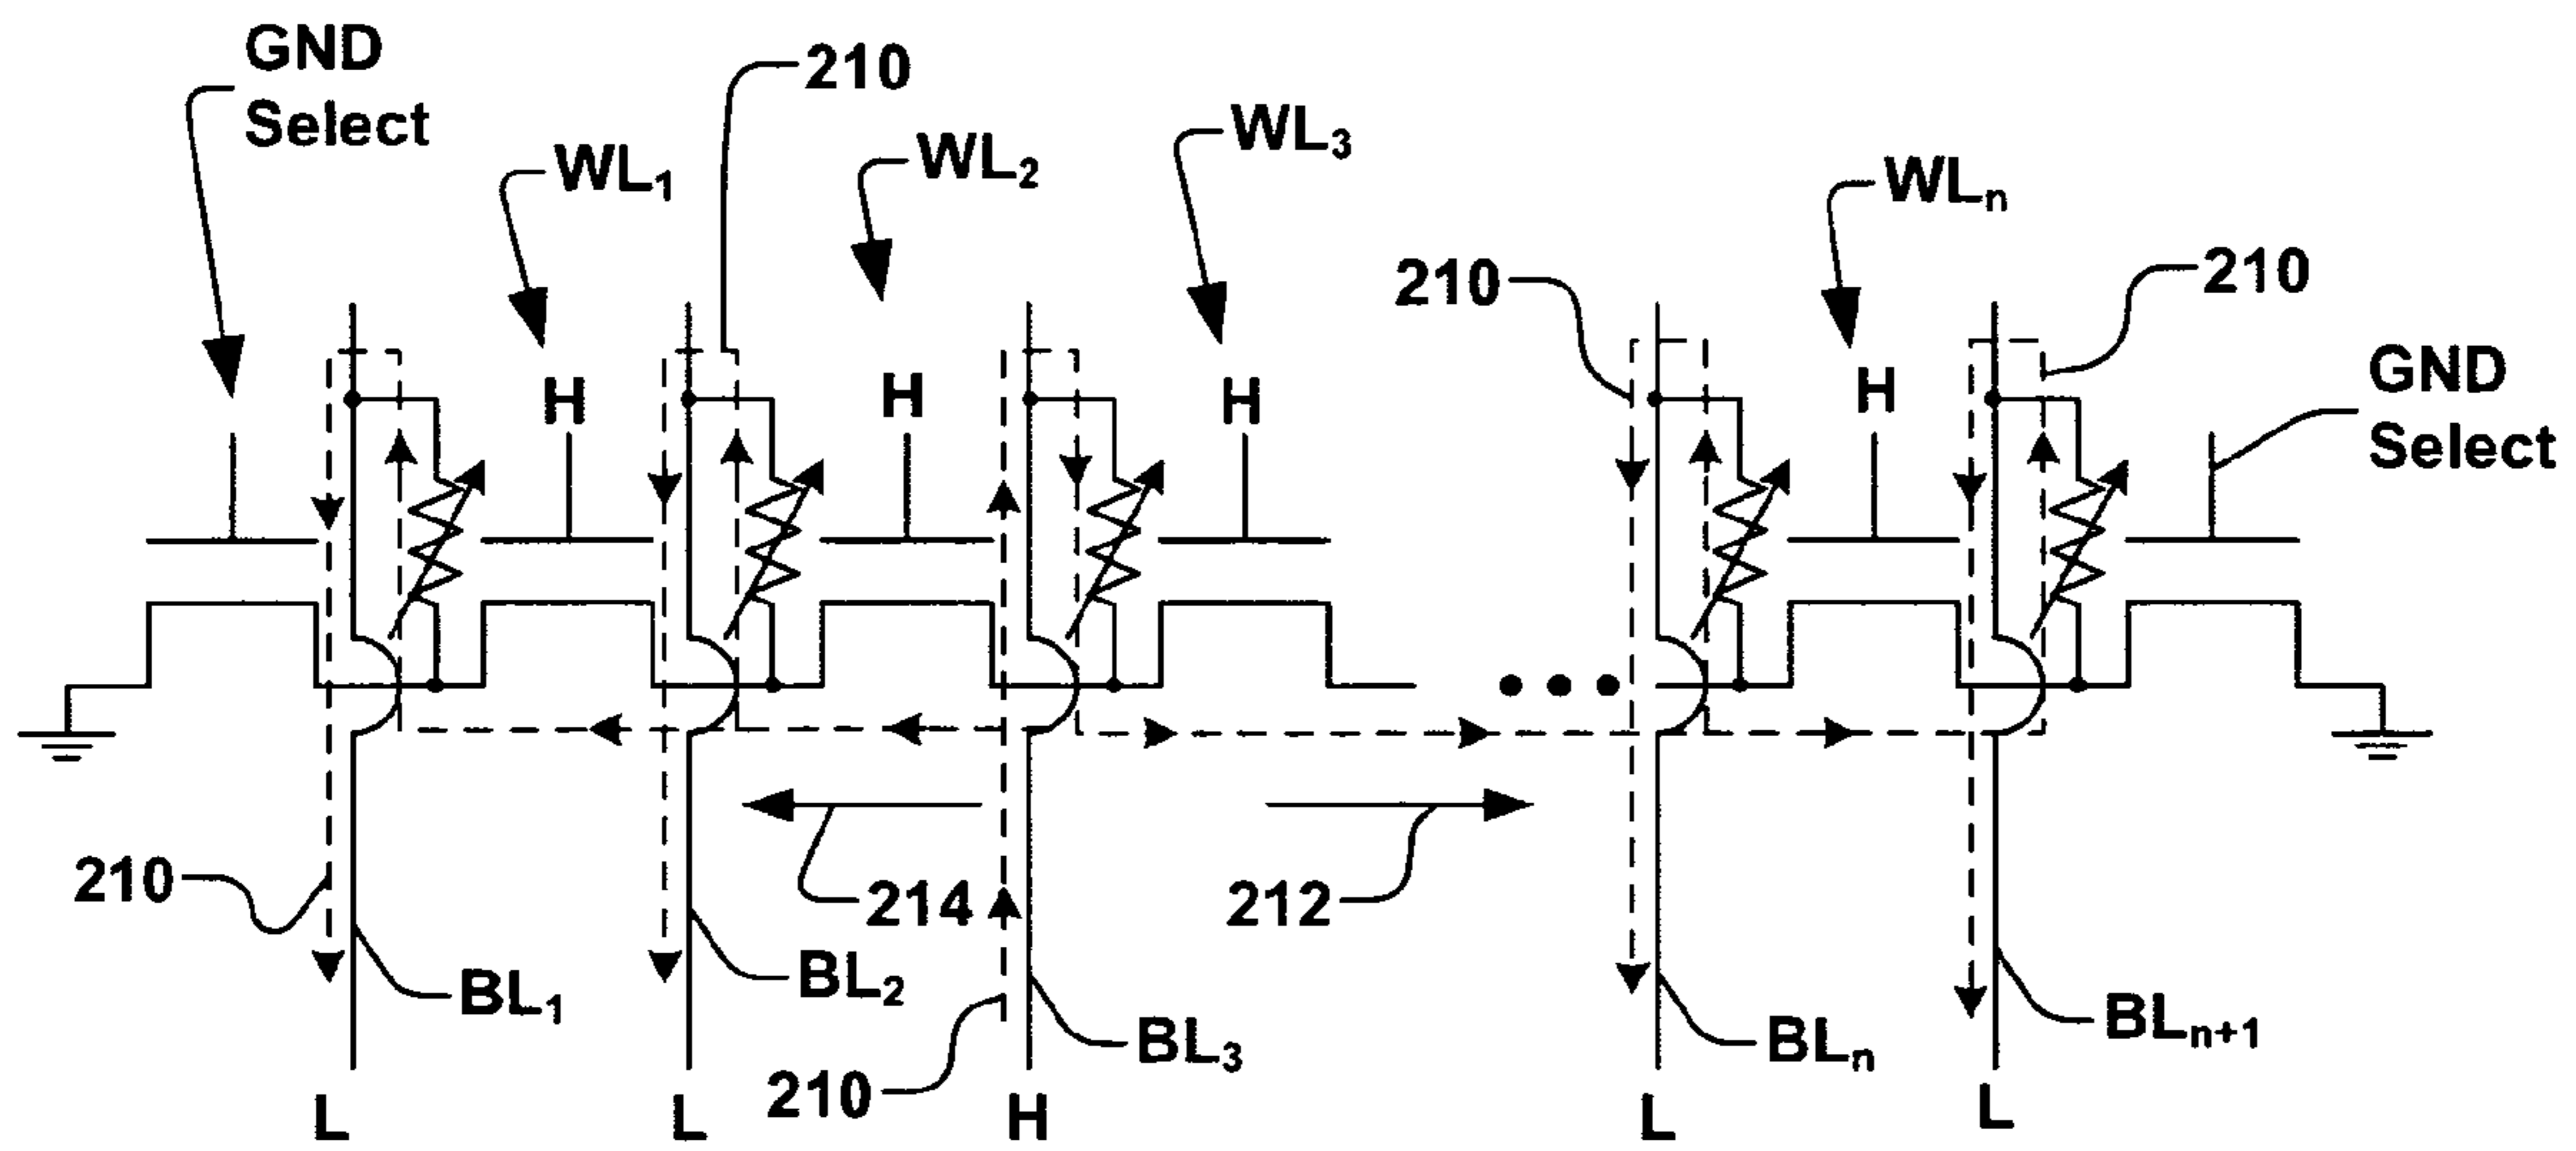 GND
Select
210
WL₁
WL₂
WL₃
WLₙ
210
210
GND
Select
H
H
H
H
210
214
212
BL₁
BL₂
BL₃
BLₙ
BLₙ₊₁
210
L
L
H
L
L